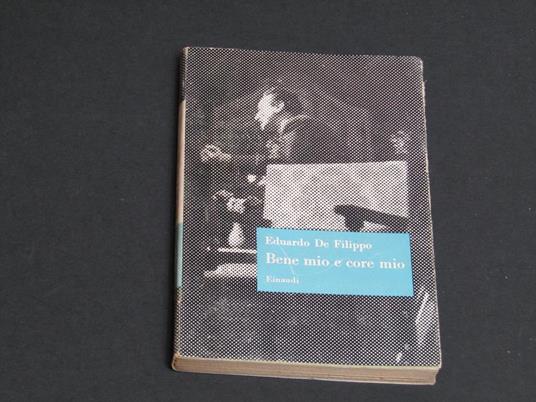 Eduardo De Filippo
Bene mio e core mio
Einaudi